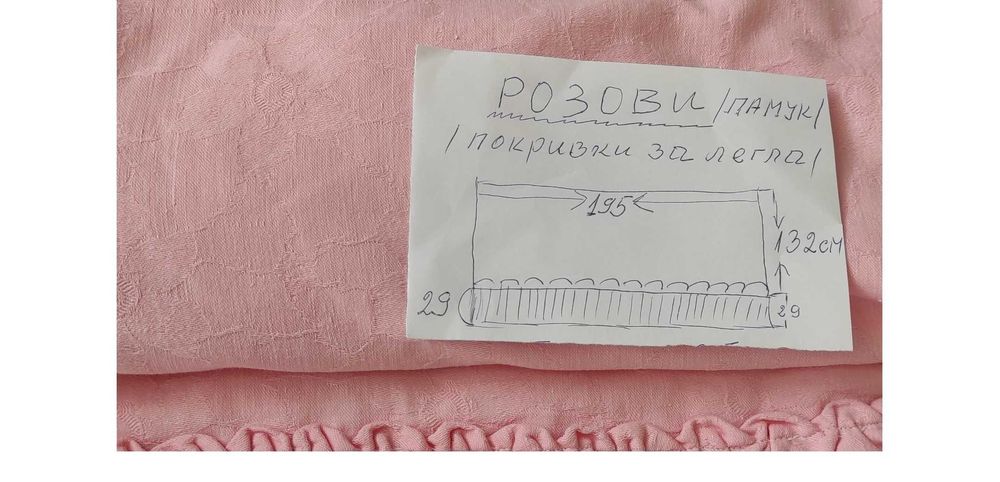 РОЗОВИ /ПАМУК/
/покривки за легла/
195
132см
29
29